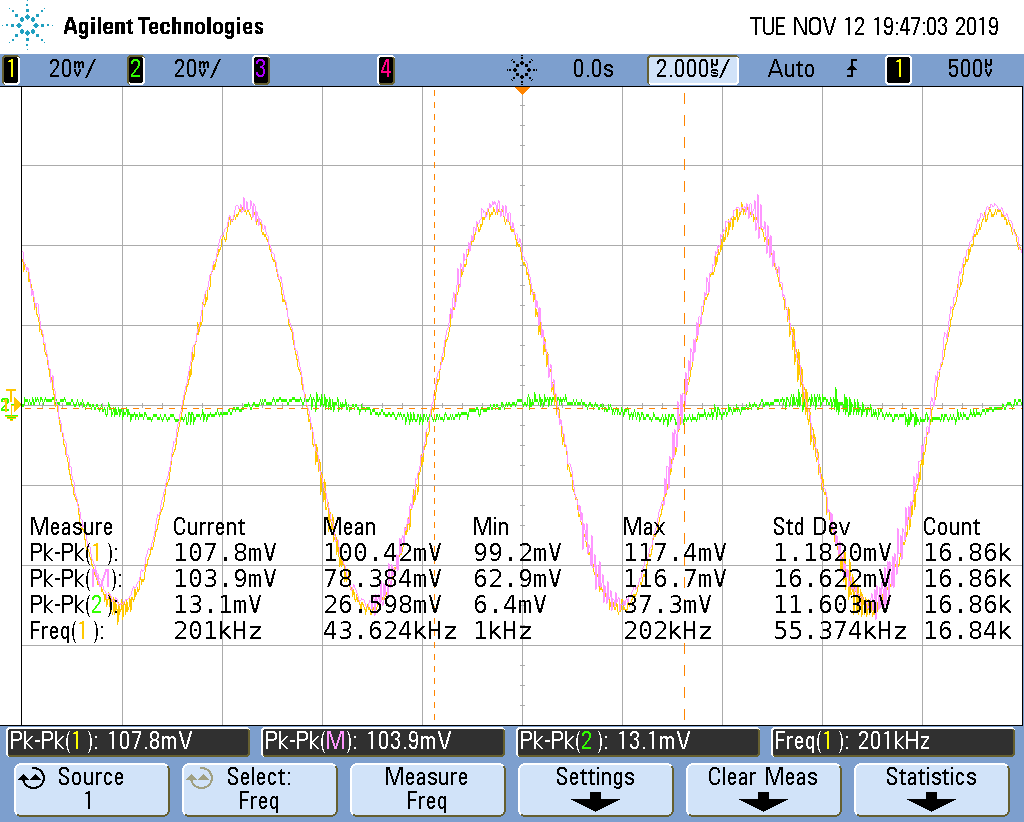 Agilent Technologies TUE NOV 12 19:47:03 2019
1 20mV/ 2 20mV/ 3 4 0.0s 2.000µs/ Auto 1 500V
2
Measure Current Mean Min Max Std Dev Count
Pk-Pk(1): 107.8mV 100.42mV 99.2mV 117.4mV 1.1820mV 16.86k
Pk-Pk(M): 103.9mV 78.384mV 62.9mV 116.7mV 16.622mV 16.86k
Pk-Pk(2): 13.1mV 26.598mV 6.4mV 37.3mV 11.603mV 16.86k
Freq(1): 201kHz 43.624kHz 1kHz 202kHz 55.374kHz 16.84k
Pk-Pk(1): 107.8mV Pk-Pk(M): 103.9mV Pk-Pk(2): 13.1mV Freq(1): 201kHz
Source Select: Measure Settings Clear Meas Statistics
1 Freq Freq